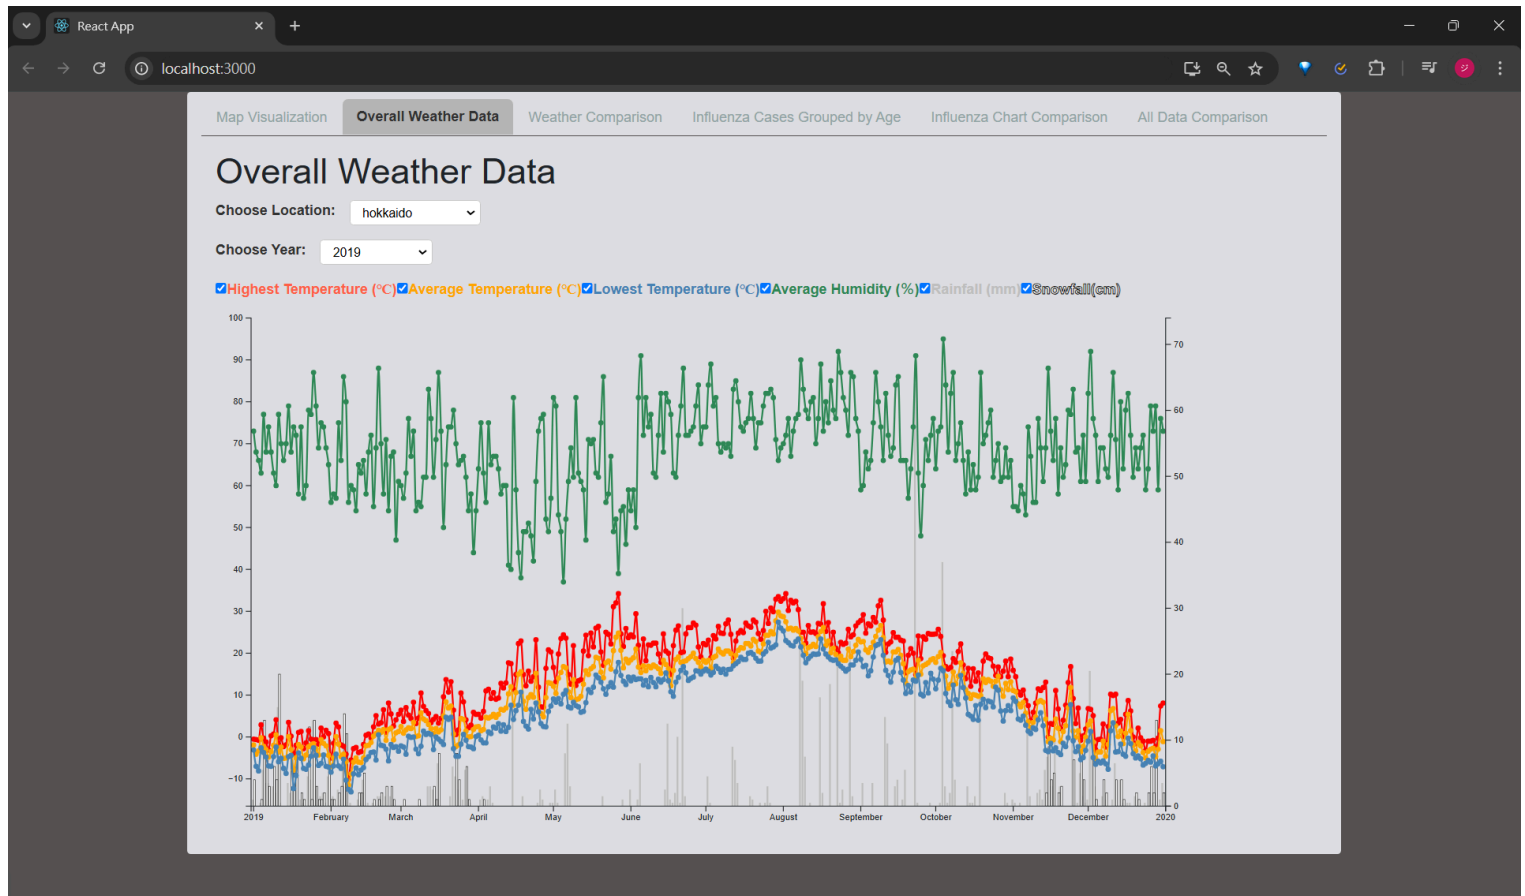 React App
localhost:3000
ジ
Map Visualization Overall Weather Data Weather Comparison Influenza Cases Grouped by Age Influenza Chart Comparison All Data Comparison
Overall Weather Data
Choose Location: hokkaido
Choose Year: 2019
Highest Temperature (℃) Average Temperature (℃) Lowest Temperature (℃) Average Humidity (%) Rainfall (mm) Snowfall(cm)
100
90
80
70
60
50
40
30
20
10
0
−10
70
60
50
40
30
20
10
0
2019 February March April May June July August September October November December 2020